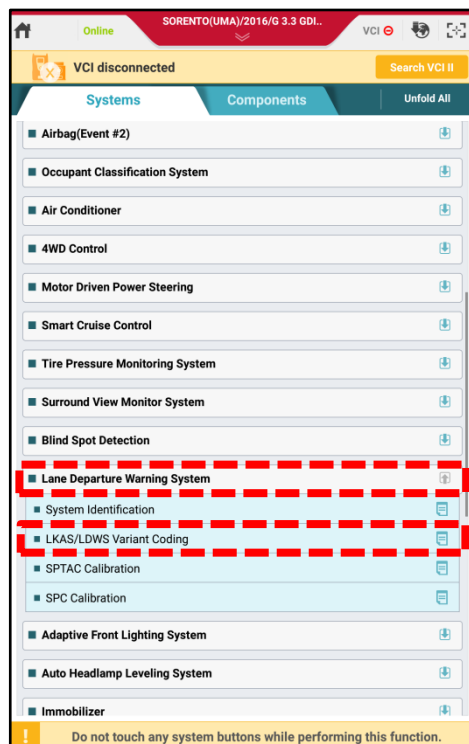 Online
SORENTO(UMA)/2016/G 3.3 GDI..
VCI
VCI disconnected
Search VCI II
Systems
Components
Unfold All
Airbag(Event #2)
Occupant Classification System
Air Conditioner
4WD Control
Motor Driven Power Steering
Smart Cruise Control
Tire Pressure Monitoring System
Surround View Monitor System
Blind Spot Detection
Lane Departure Warning System
System Identification
LKAS/LDWS Variant Coding
SPTAC Calibration
SPC Calibration
Adaptive Front Lighting System
Auto Headlamp Leveling System
Immobilizer
Do not touch any system buttons while performing this function.